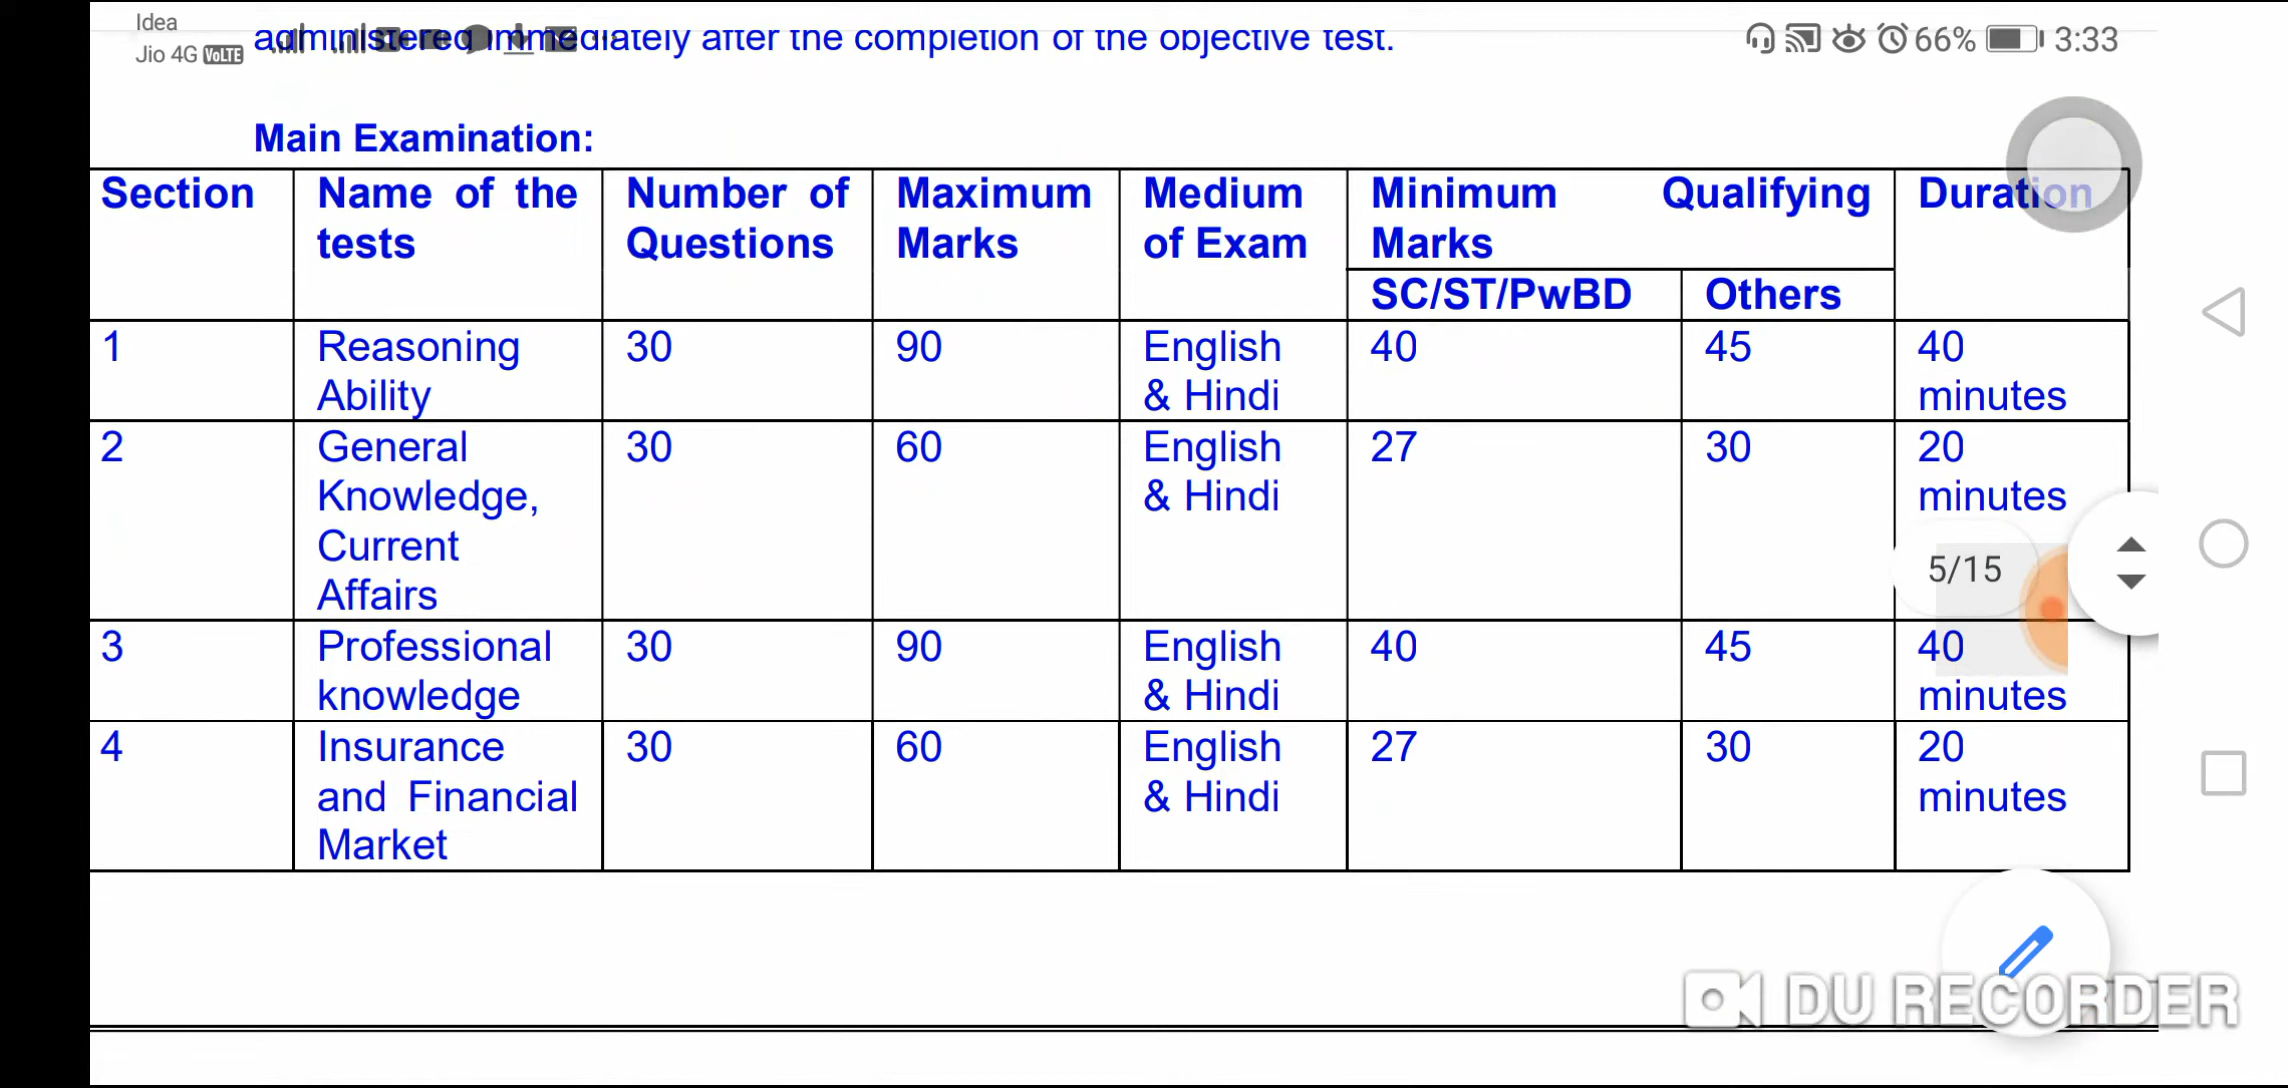 Idea
Jio 4G VoLTE
66% 3:33
administered immediately after the completion of the objective test.
Main Examination:
Section Name of the tests Number of Questions Maximum Marks Medium of Exam Minimum Qualifying Marks Duration
SC/ST/PwBD Others
1 Reasoning Ability 30 90 English & Hindi 40 45 40 minutes
2 General Knowledge, Current Affairs 30 60 English & Hindi 27 30 20 minutes
5/15
3 Professional knowledge 30 90 English & Hindi 40 45 40 minutes
4 Insurance and Financial Market 30 60 English & Hindi 27 30 20 minutes
DU RECORDER